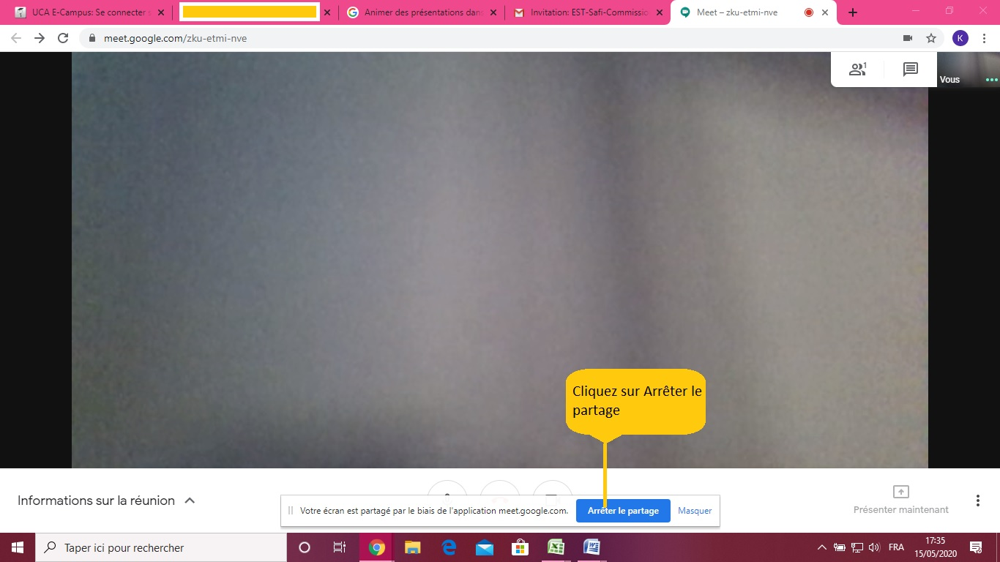 UCA E-Campus: Se connecter s
Animer des présentations dans
Invitation: EST-Safi-Commissio
Meet – zku-etmi-nve
meet.google.com/zku-etmi-nve
K
1
Vous
Cliquez sur Arrêter le
partage
Informations sur la réunion
Votre écran est partagé par le biais de l'application meet.google.com.
Arrêter le partage
Masquer
Présenter maintenant
Taper ici pour rechercher
FRA
17:35
15/05/2020